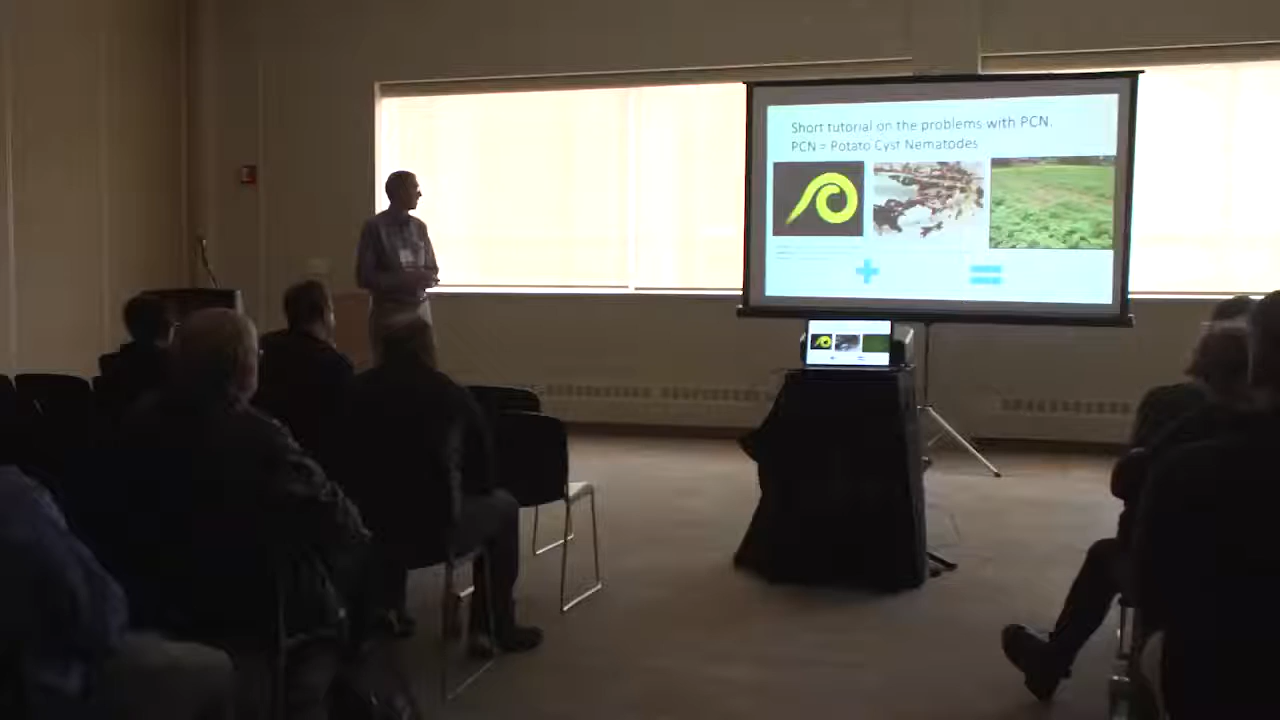 Short tutorial on the problems with PCN.
PCN = Potato Cyst Nematodes